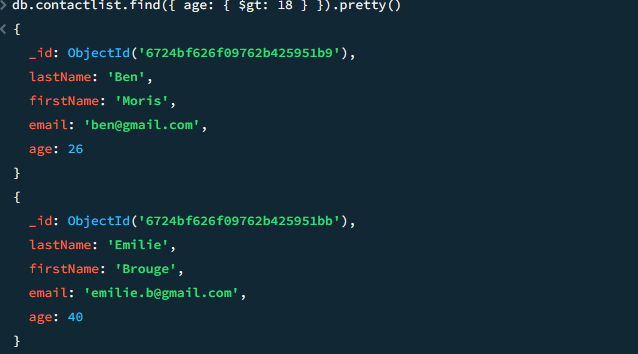 > db.contactlist.find({ age: { $gt: 18 } }).pretty()
< {
_id: ObjectId('6724bf626f09762b425951b9'),
lastName: 'Ben',
firstName: 'Moris',
email: 'ben@gmail.com',
age: 26
}
{
_id: ObjectId('6724bf626f09762b425951bb'),
lastName: 'Emilie',
firstName: 'Brouge',
email: 'emilie.b@gmail.com',
age: 40
}